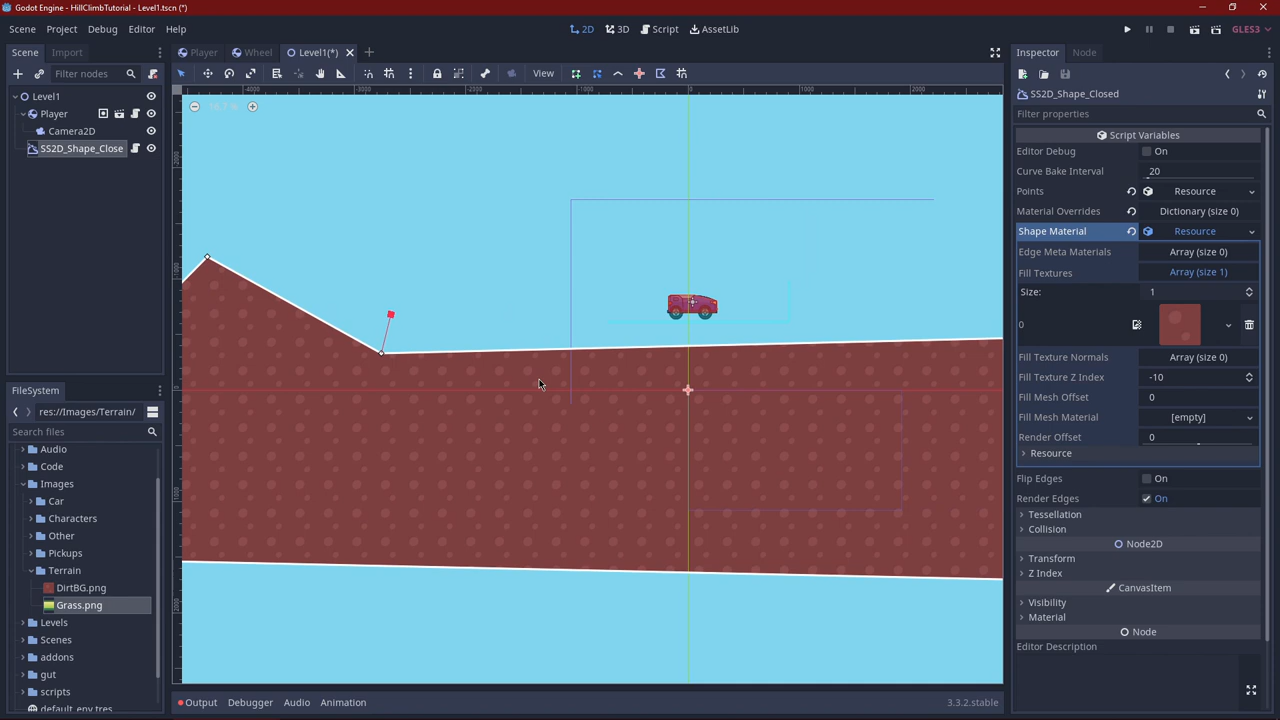 Godot Engine - HillClimbTutorial - Level1.tscn (*)
Scene Project Debug Editor Help
2D 3D Script AssetLib
GLES3
Scene Import
Player Wheel Level1(*)
Inspector Node
Filter nodes
View
SS2D_Shape_Closed
Filter properties
Level1
Player
Camera2D
SS2D_Shape_Close
Script Variables
Editor Debug On
Curve Bake Interval 20
Points Resource
Material Overrides Dictionary (size 0)
Shape Material Resource
Edge Meta Materials Array (size 0)
Fill Textures Array (size 1)
Size: 1
0
Fill Texture Normals Array (size 0)
Fill Texture Z Index -10
Fill Mesh Offset 0
Fill Mesh Material [empty]
Render Offset 0
Resource
Flip Edges On
Render Edges On
Tessellation
Collision
Node2D
Transform
Z Index
CanvasItem
Visibility
Material
Node
Editor Description
FileSystem
res://Images/Terrain/
Search files
Audio
Code
Images
Car
Characters
Other
Pickups
Terrain
DirtBG.png
Grass.png
Levels
Scenes
addons
gut
scripts
default_env.tres
Output Debugger Audio Animation
3.3.2.stable